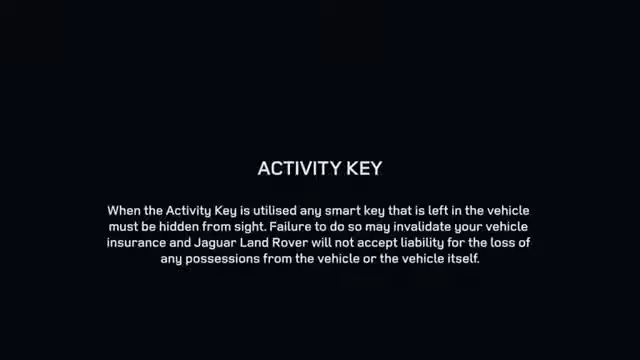 ACTIVITY KEY
When the Activity Key is utilised any smart key that is left in the vehicle
must be hidden from sight. Failure to do so may invalidate your vehicle
insurance and Jaguar Land Rover will not accept liability for the loss of
any possessions from the vehicle or the vehicle itself.